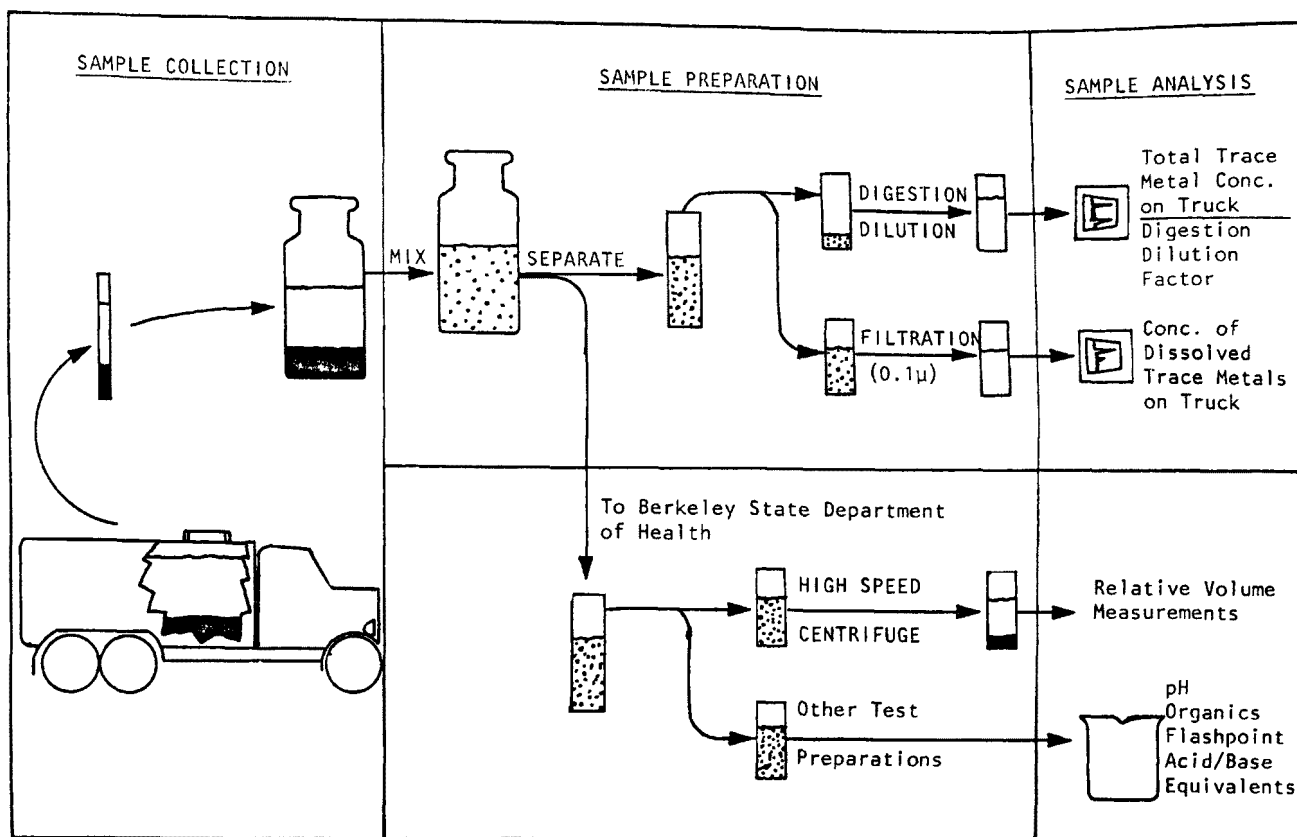 SAMPLE COLLECTION
SAMPLE PREPARATION
SAMPLE ANALYSIS
MIX
SEPARATE
DIGESTION
DILUTION
Total Trace
Metal Conc.
on Truck
Digestion
Dilution
Factor
FILTRATION
(0.1μ)
Conc. of
Dissolved
Trace Metals
on Truck
To Berkeley State Department
of Health
HIGH SPEED
CENTRIFUGE
Relative Volume
Measurements
Other Test
Preparations
pH
Organics
Flashpoint
Acid/Base
Equivalents